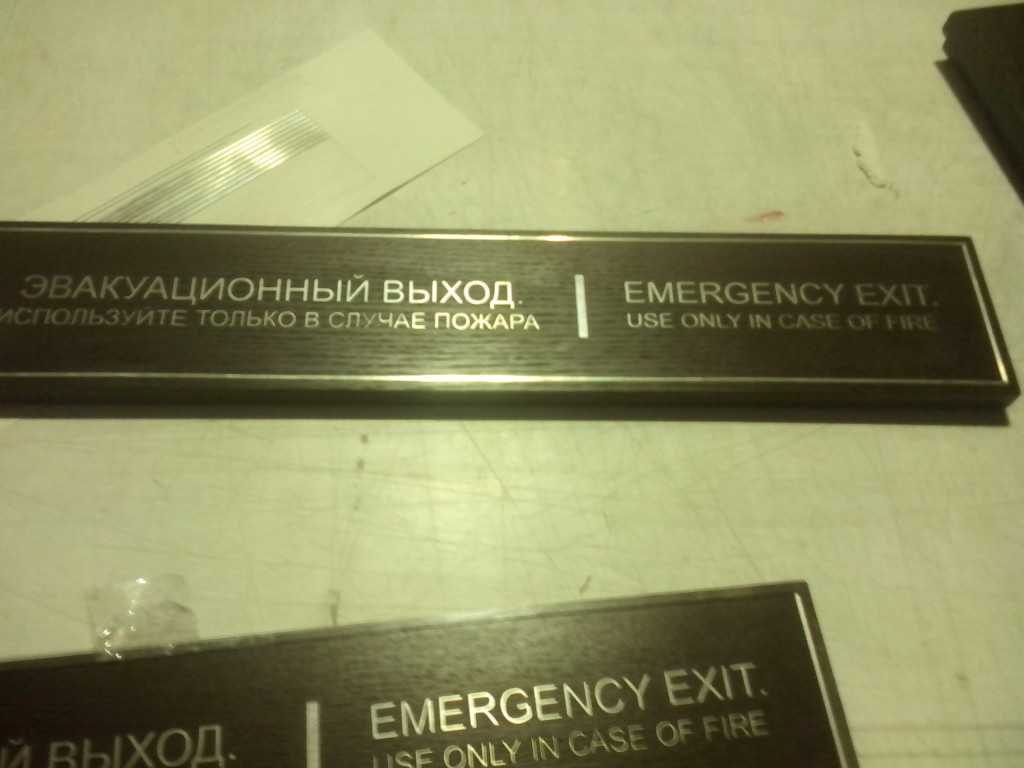 ЭВАКУАЦИОННЫЙ ВЫХОД.
ИСПОЛЬЗУЙТЕ ТОЛЬКО В СЛУЧАЕ ПОЖАРА
EMERGENCY EXIT.
USE ONLY IN CASE OF FIRE
ЫЙ ВЫХОД.
EMERGENCY EXIT.
USE ONLY IN CASE OF FIRE